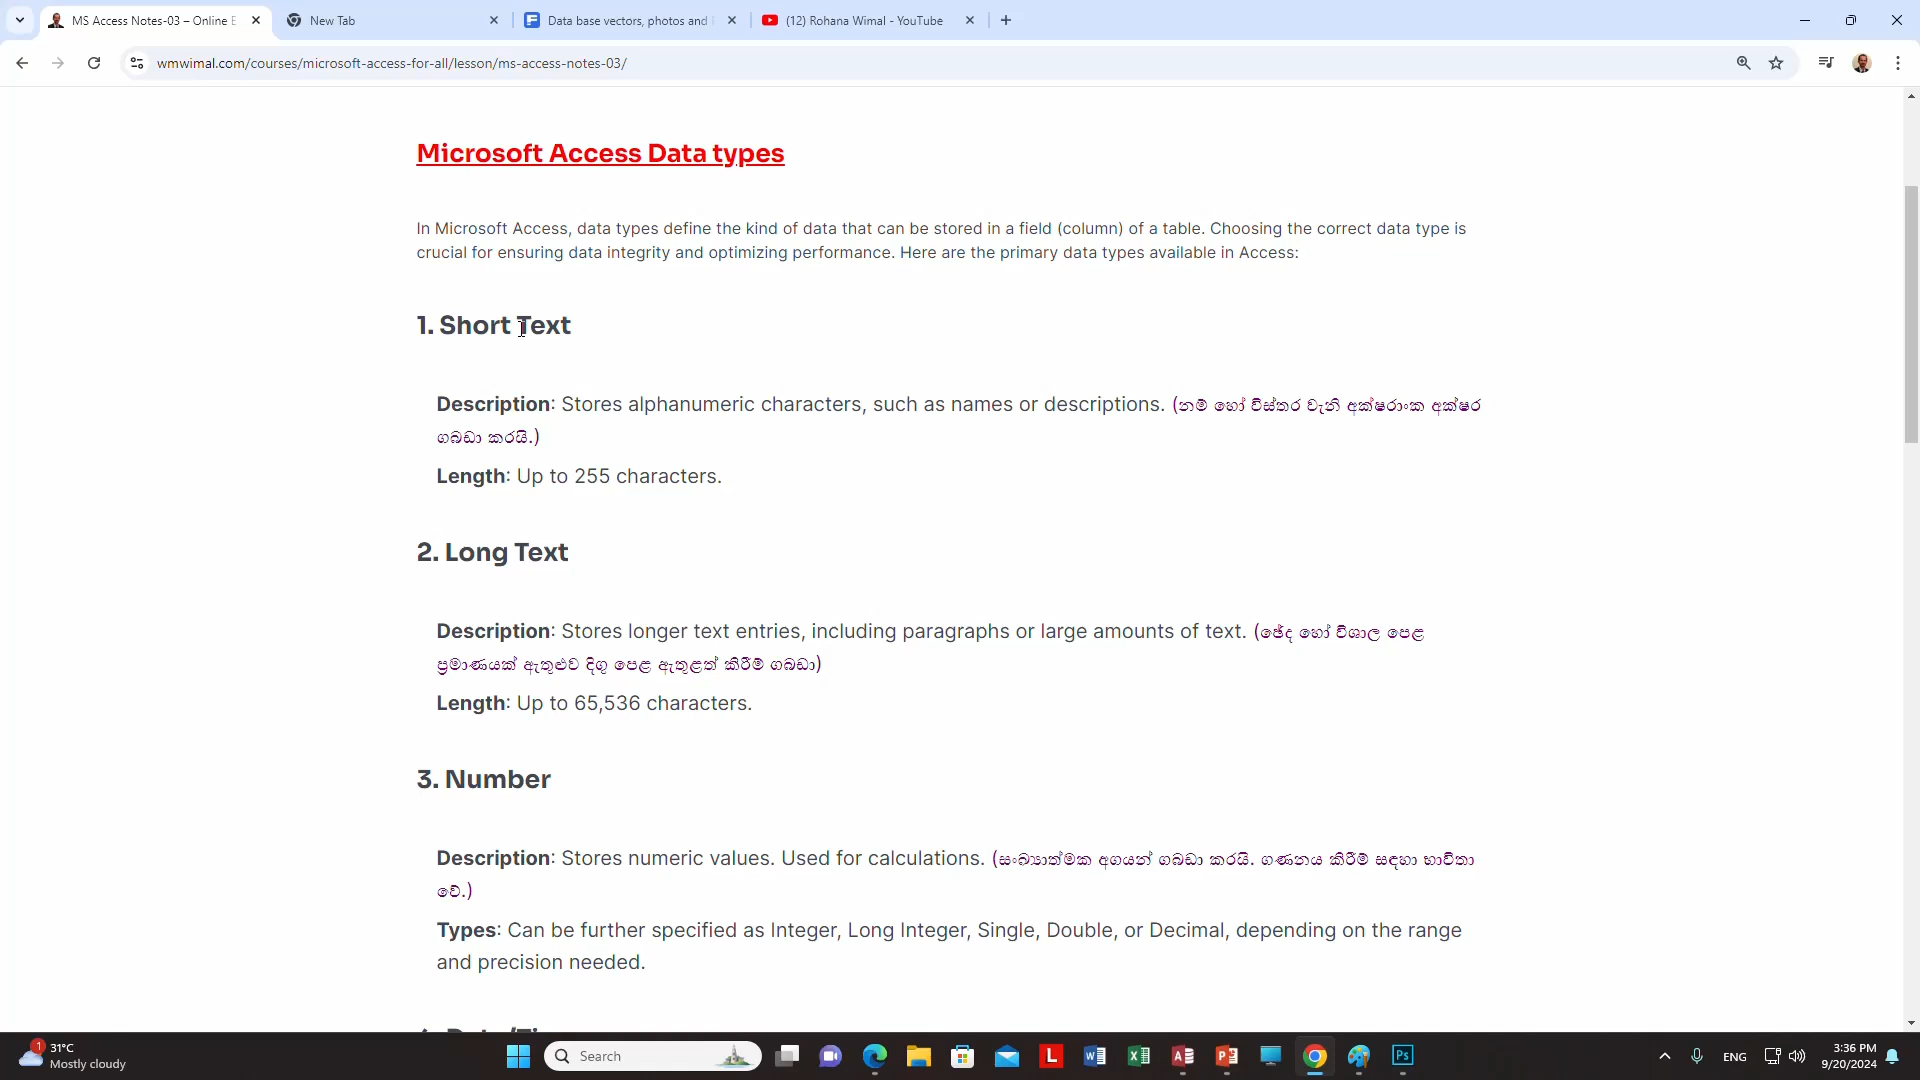 MS Access Notes-03 – Online E
New Tab
Data base vectors, photos and
(12) Rohana Wimal - YouTube
wmwimal.com/courses/microsoft-access-for-all/lesson/ms-access-notes-03/
Microsoft Access Data types
In Microsoft Access, data types define the kind of data that can be stored in a field (column) of a table. Choosing the correct data type is
crucial for ensuring data integrity and optimizing performance. Here are the primary data types available in Access:
1. Short Text
Description: Stores alphanumeric characters, such as names or descriptions. (නම් හෝ විස්තර වැනි අක්ෂරාංක අක්ෂර
ගබඩා කරයි.)
Length: Up to 255 characters.
2. Long Text
Description: Stores longer text entries, including paragraphs or large amounts of text. (ඡේද හෝ විශාල පෙළ
ප්‍රමාණයක් ඇතුළුව දිගු පෙළ ඇතුළත් කිරීම් ගබඩා)
Length: Up to 65,536 characters.
3. Number
Description: Stores numeric values. Used for calculations. (සංඛ්‍යාත්මක අගයන් ගබඩා කරයි. ගණනය කිරීම් සඳහා භාවිතා
වේ.)
Types: Can be further specified as Integer, Long Integer, Single, Double, or Decimal, depending on the range
and precision needed.
1
31°C
Mostly cloudy
Search
L
Ps
ENG
3:36 PM
9/20/2024